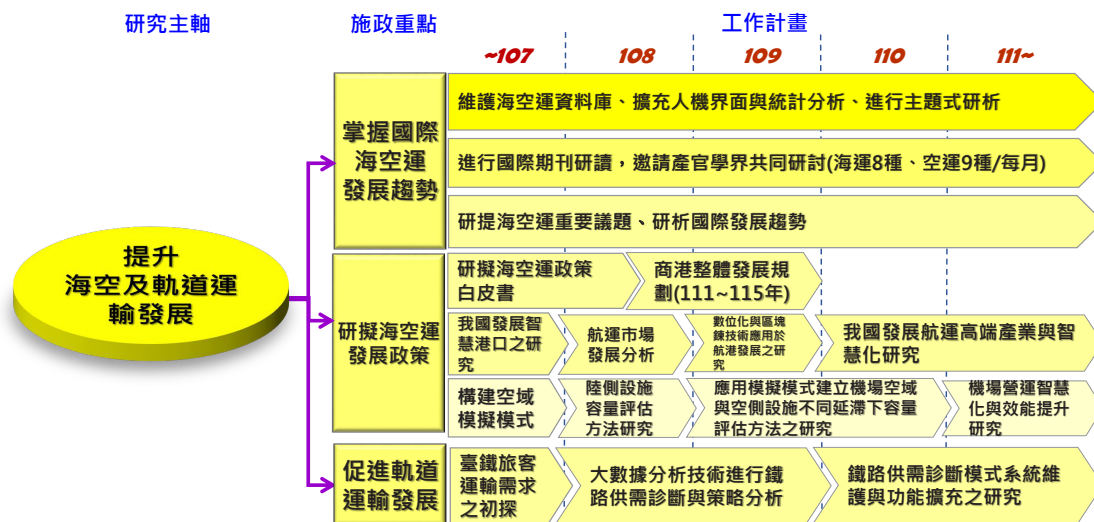 研究主軸
施政重點
工作計畫
~107
108
109
110
111~
提升
海空及軌道運
輸發展
掌握國際
海空運
發展趨勢
維護海空運資料庫、擴充人機界面與統計分析、進行主題式研析
進行國際期刊研讀，邀請產官學界共同研討(海運8種、空運9種/每月)
研提海空運重要議題、研析國際發展趨勢
研擬海空運
發展政策
研擬海空運政策
白皮書
商港整體發展規
劃(111~115年)
我國發展智
慧港口之研
究
航運市場
發展分析
數位化與區塊
鍊技術應用於
航港發展之研
究
我國發展航運高端產業與智
慧化研究
構建空域
模擬模式
陸側設施
容量評估
方法研究
應用模擬模式建立機場空域
與空側設施不同延滯下容量
評估方法之研究
機場營運智慧
化與效能提升
研究
促進軌道
運輸發展
臺鐵旅客
運輸需求
之初探
大數據分析技術進行鐵
路供需診斷與策略分析
鐵路供需診斷模式系統維
護與功能擴充之研究